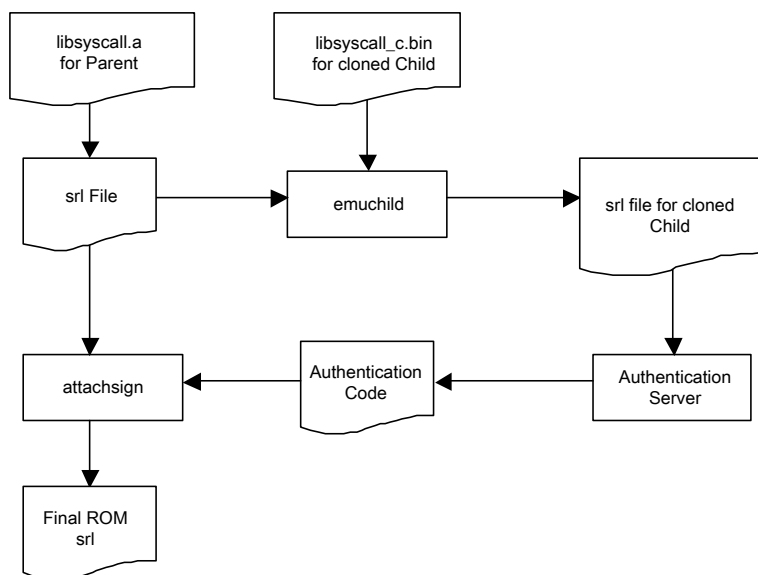 libsyscall.a
for Parent
libsyscall_c.bin
for cloned Child
srl File
emuchild
srl file for cloned
Child
attachsign
Authentication
Code
Authentication
Server
Final ROM
srl